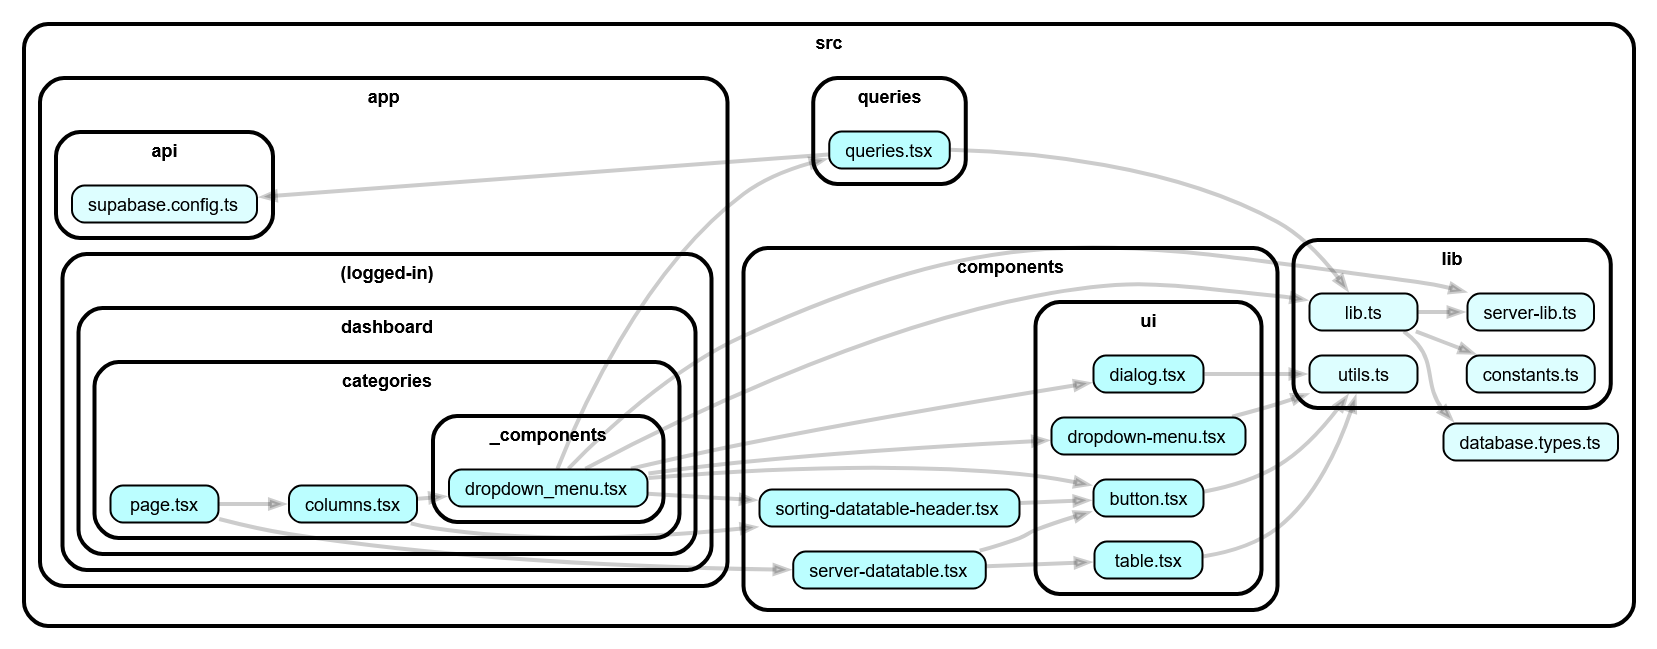 src
app
queries
api
queries.tsx
supabase.config.ts
(logged-in)
components
lib
dashboard
ui
lib.ts
server-lib.ts
categories
dialog.tsx
utils.ts
constants.ts
_components
dropdown-menu.tsx
database.types.ts
page.tsx
columns.tsx
dropdown_menu.tsx
sorting-datatable-header.tsx
button.tsx
server-datatable.tsx
table.tsx